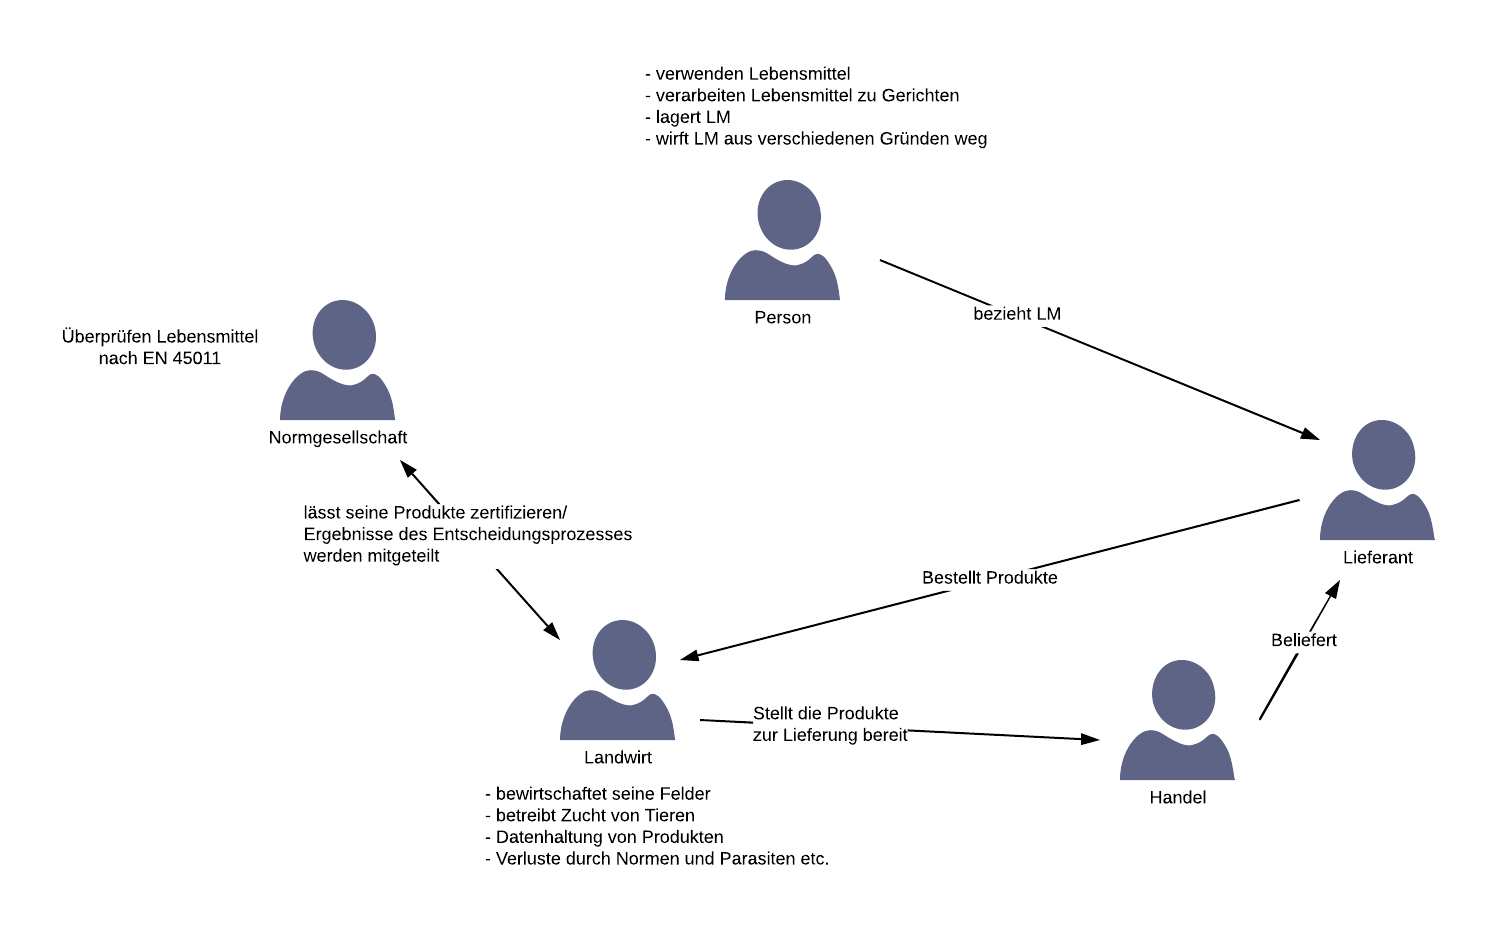 - verwenden Lebensmittel
- verarbeiten Lebensmittel zu Gerichten
- lagert LM
- wirft LM aus verschiedenen Gründen weg
Person
bezieht LM
Überprüfen Lebensmittel
nach EN 45011
Normgesellschaft
lässt seine Produkte zertifizieren/
Ergebnisse des Entscheidungsprozesses
werden mitgeteilt
Lieferant
Bestellt Produkte
Beliefert
Stellt die Produkte
zur Lieferung bereit
Landwirt
Handel
- bewirtschaftet seine Felder
- betreibt Zucht von Tieren
- Datenhaltung von Produkten
- Verluste durch Normen und Parasiten etc.